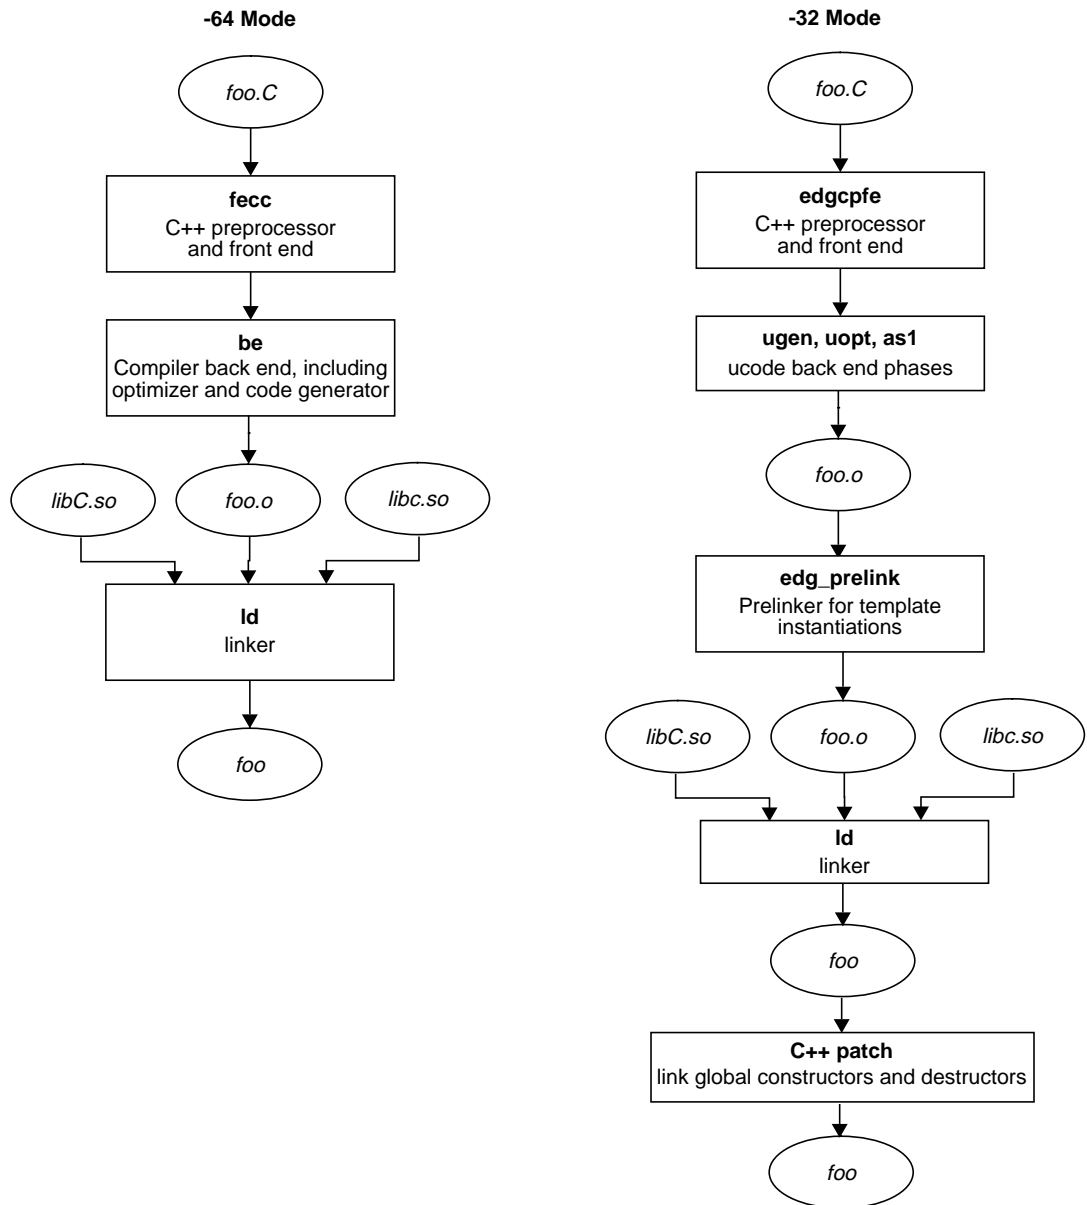 -64 Mode
foo.C
fecc
C++ preprocessor
and front end
be
Compiler back end, including
optimizer and code generator
libC.so
foo.o
libc.so
ld
linker
foo
-32 Mode
foo.C
edgcpfe
C++ preprocessor
and front end
ugen, uopt, as1
ucode back end phases
foo.o
edg_prelink
Prelinker for template
instantiations
libC.so
foo.o
libc.so
ld
linker
foo
C++ patch
link global constructors and destructors
foo